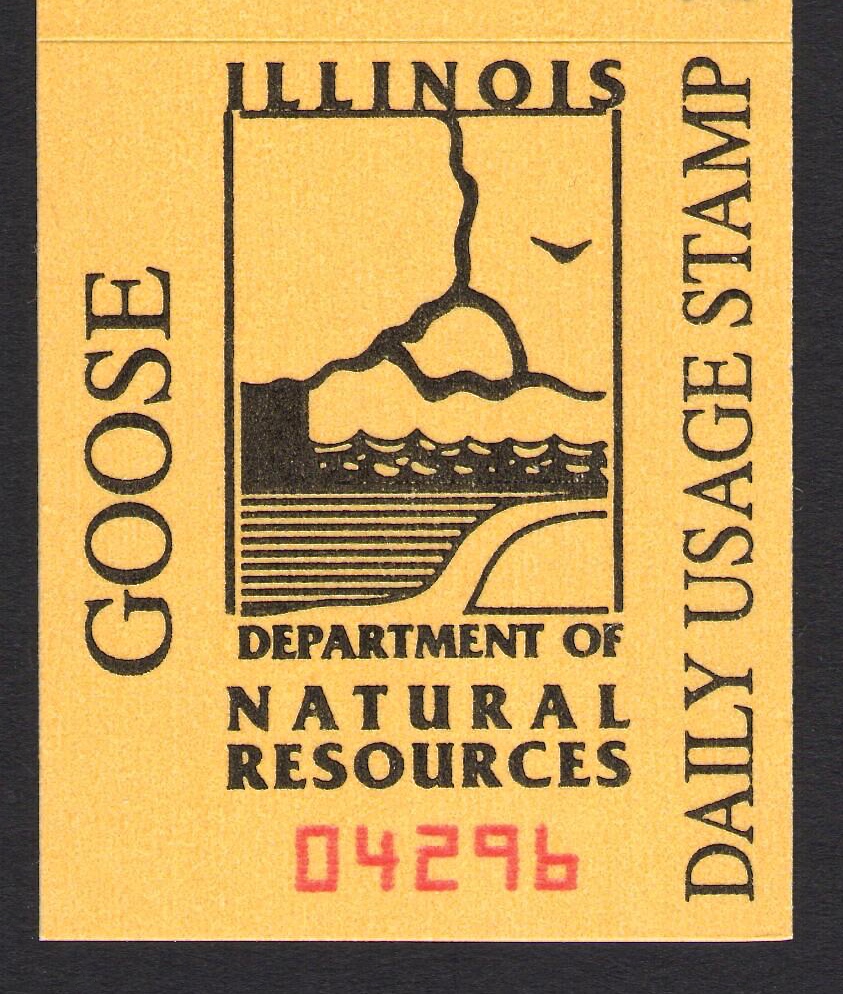 GOOSE
ILLINOIS
DEPARTMENT OF
NATURAL
RESOURCES
04296
DAILY USAGE STAMP